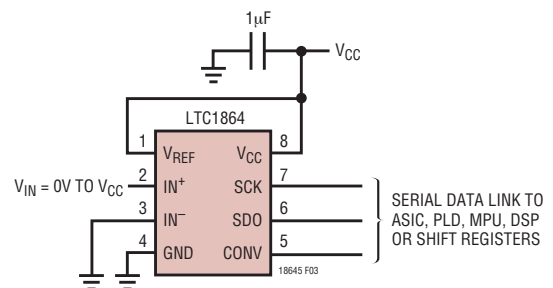 1µF
VCC
LTC1864
1
8
VREF
VCC
VIN = 0V TO VCC
2
IN+
SCK
7
3
IN–
SDO
6
4
GND
CONV
5
SERIAL DATA LINK TO
ASIC, PLD, MPU, DSP
OR SHIFT REGISTERS
18645 F03